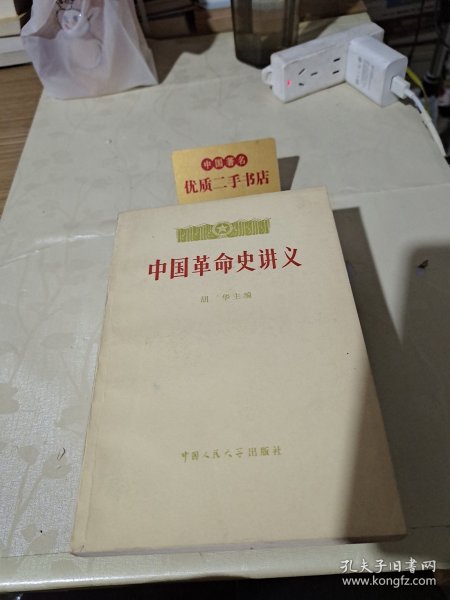 中国著名
优质二手书店
中国革命史讲义
胡 华主编
中国人民大学出版社
孔夫子旧书网
www.kongfz.com